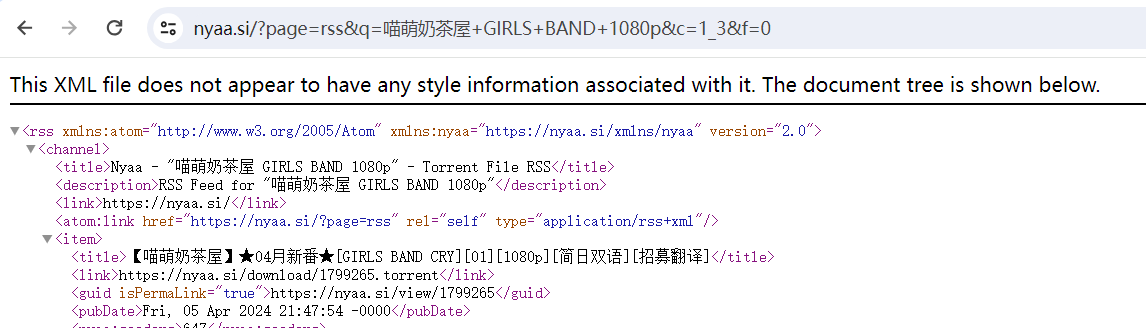 nyaa.si/?page=rss&q=喵萌奶茶屋+GIRLS+BAND+1080p&c=1_3&f=0
This XML file does not appear to have any style information associated with it. The document tree is shown below.
▼<rss xmlns:atom="http://www.w3.org/2005/Atom" xmlns:nyaa="https://nyaa.si/xmlns/nyaa" version="2.0">
▼<channel>
<title>Nyaa - "喵萌奶茶屋 GIRLS BAND 1080p" - Torrent File RSS</title>
<description>RSS Feed for "喵萌奶茶屋 GIRLS BAND 1080p"</description>
<link>https://nyaa.si/</link>
<atom:link href="https://nyaa.si/?page=rss" rel="self" type="application/rss+xml"/>
▼<item>
<title>【喵萌奶茶屋】★04月新番★[GIRLS BAND CRY][01][1080p][简日双语][招募翻译]</title>
<link>https://nyaa.si/download/1799265.torrent</link>
<guid isPermaLink="true">https://nyaa.si/view/1799265</guid>
<pubDate>Fri, 05 Apr 2024 21:47:54 -0000</pubDate>